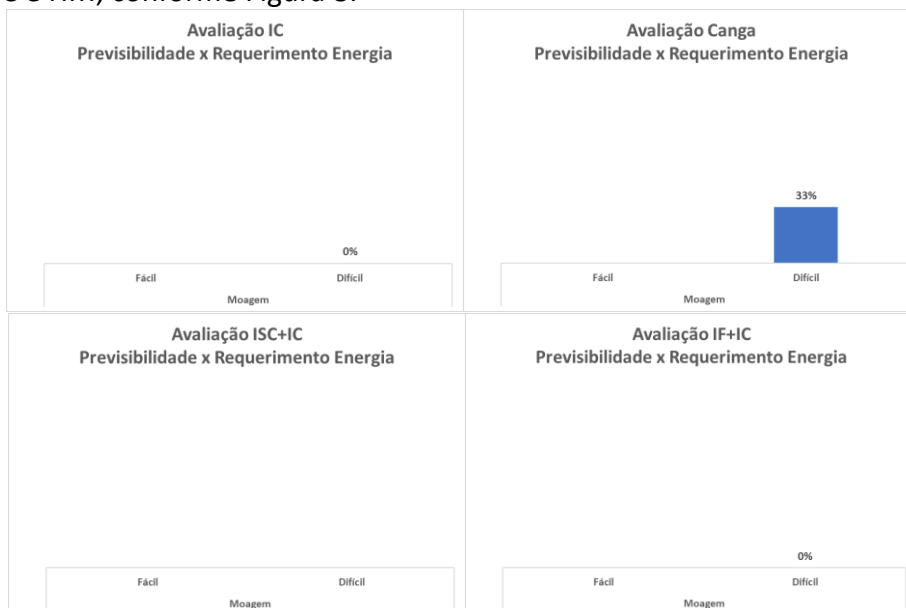 Avaliação IC
Previsibilidade x Requerimento Energia
0%
Fácil Difícil
Moagem
Avaliação Canga
Previsibilidade x Requerimento Energia
33%
Fácil Difícil
Moagem
Avaliação ISC+IC
Previsibilidade x Requerimento Energia
Fácil Difícil
Moagem
Avaliação IF+IC
Previsibilidade x Requerimento Energia
0%
Fácil Difícil
Moagem